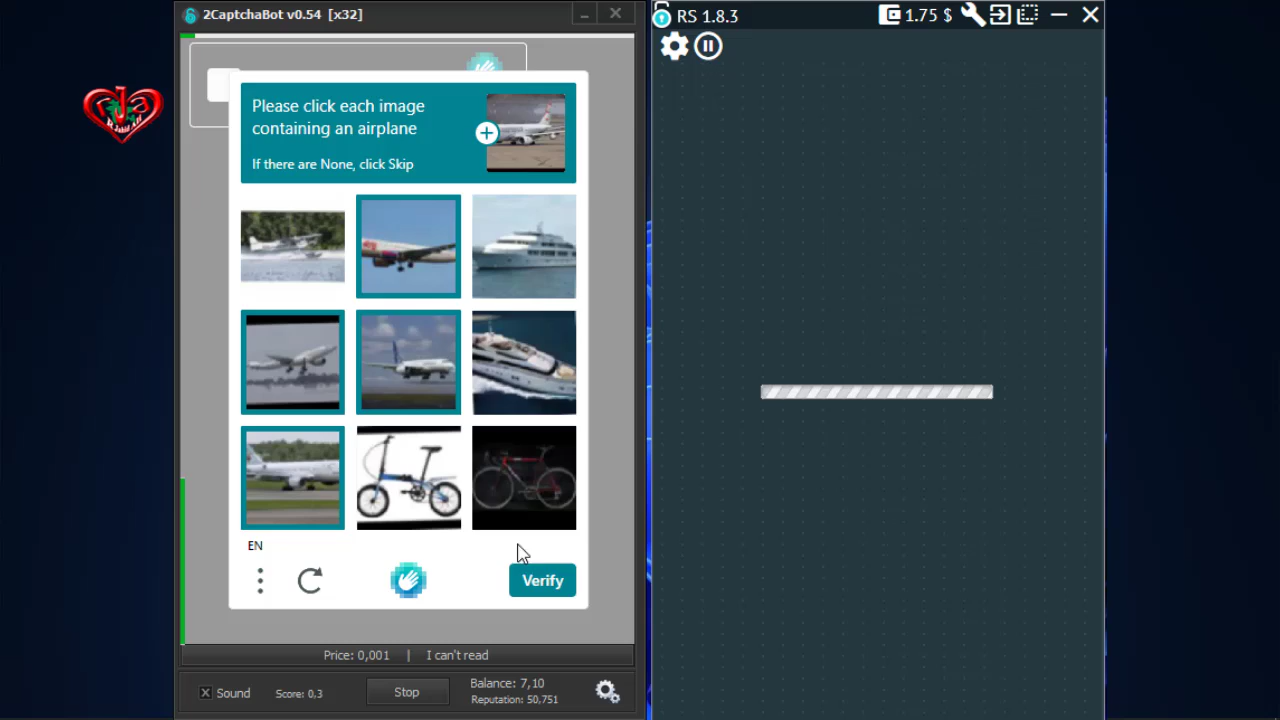 2CaptchaBot v0.54 [x32]
Please click each image
containing an airplane
If there are None, click Skip
EN
Verify
Price: 0,001 | I can't read
Sound
Score: 0,3
Stop
Balance: 7,10
Reputation: 50,751
RS 1.8.3
1.75 $